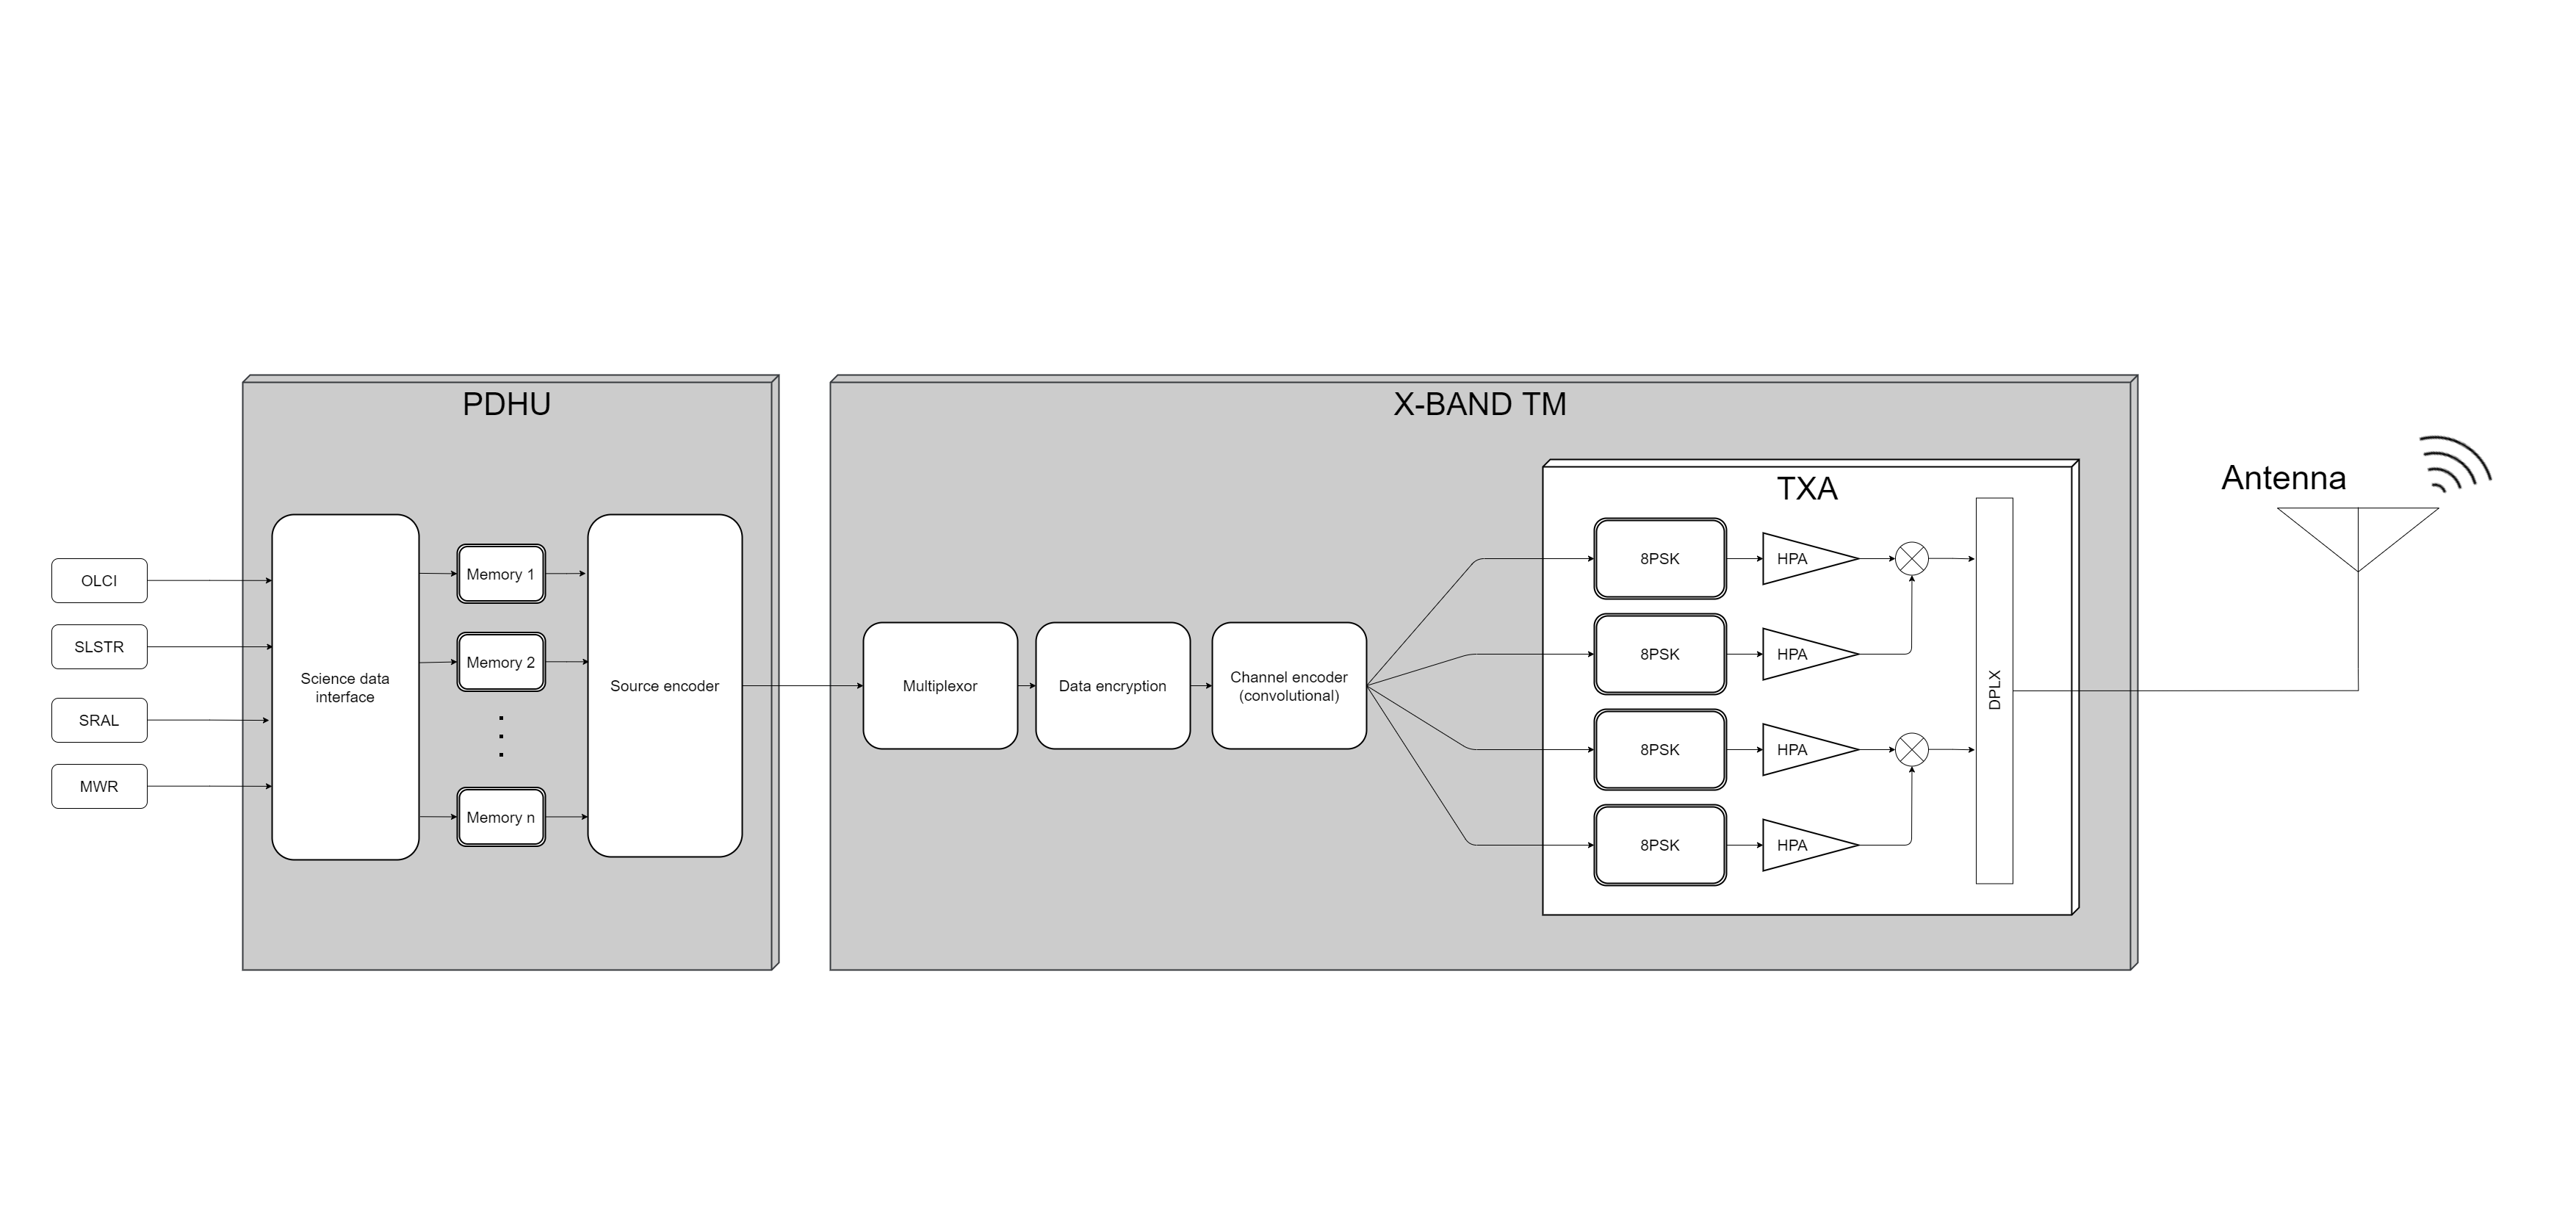 PDHU
X-BAND TM
TXA
Antenna
OLCI
SLSTR
SRAL
MWR
Science data
interface
Memory 1
Memory 2
Memory n
Source encoder
Multiplexor
Data encryption
Channel encoder
(convolutional)
8PSK
HPA
8PSK
HPA
8PSK
HPA
8PSK
HPA
DPLX